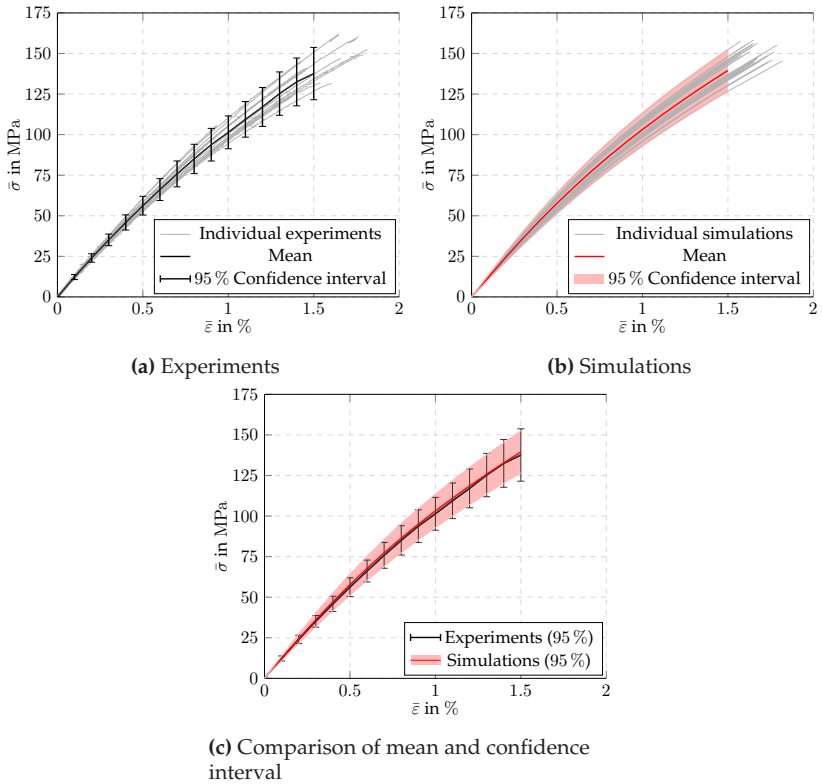 175
150
125
100
75
50
25
0
σ̄ in MPa
Individual experiments
Mean
95 % Confidence interval
0
0.5
1
1.5
2
ε̄ in %
(a) Experiments
175
150
125
100
75
50
25
0
σ̄ in MPa
Individual simulations
Mean
95 % Confidence interval
0
0.5
1
1.5
2
ε̄ in %
(b) Simulations
175
150
125
100
75
50
25
0
σ̄ in MPa
Experiments (95 %)
Simulations (95 %)
0
0.5
1
1.5
2
ε̄ in %
(c) Comparison of mean and confidence
interval